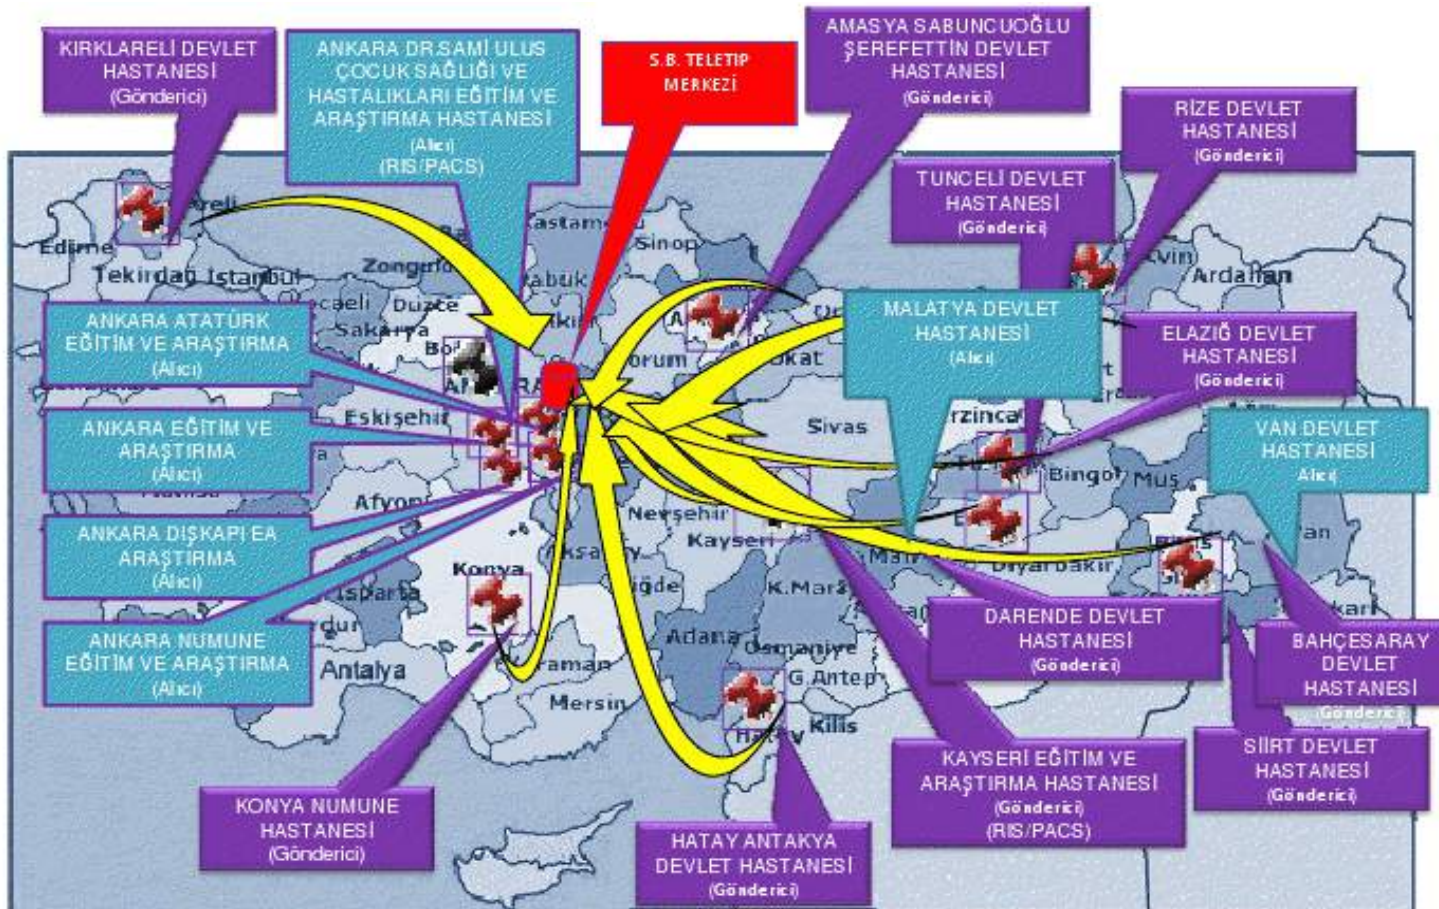 KIRKLARELİ DEVLET
HASTANESİ
(Gönderici)
ANKARA DR.SAMİ ULUS
ÇOCUK SAĞLIĞI VE
HASTALIKLARI EĞİTİM VE
ARAŞTIRMA HASTANESİ
(Alıcı)
(RIS/PACS)
S.B. TELETIP
MERKEZİ
AMASYA SABUNCUOĞLU
ŞEREFETTİN DEVLET
HASTANESİ
(Gönderici)
RİZE DEVLET
HASTANESİ
(Gönderici)
TUNCELİ DEVLET
HASTANESİ
(Gönderici)
MALATYA DEVLET
HASTANESİ
(Alıcı)
ELAZIĞ DEVLET
HASTANESİ
(Gönderici)
VAN DEVLET
HASTANESİ
Alıcı)
ANKARA ATATÜRK
EĞİTİM VE ARAŞTIRMA
(Alıcı)
ANKARA EĞİTİM VE
ARAŞTIRMA
(Alıcı)
ANKARA DIŞKAPI EA
ARAŞTIRMA
(Alıcı)
ANKARA NUMUNE
EĞİTİM VE ARAŞTIRMA
(Alıcı)
KONYA NUMUNE
HASTANESİ
(Gönderici)
HATAY ANTAKYA
DEVLET HASTANESİ
(Gönderici)
KAYSERİ EĞİTİM VE
ARAŞTIRMA HASTANESİ
(Gönderici)
(RIS/PACS)
DARENDE DEVLET
HASTANESİ
(Gönderici)
BAHÇESARAY
DEVLET
HASTANESİ
Gönderici)
SİİRT DEVLET
HASTANESİ
(Gönderici)
Edirne
Tekirdağ İstanbul
Kastamonu
Sinop
Düzce
Sakarya
Ardahan
Eskişehir
Sivas
Bingöl
Muş
Afyon
Nevşehir
Kayseri
Aksaray
Konya
Isparta
K.Mara
Diyarbakır
Adana
Osmaniye
Antalya
G.Antep
Mersin
Kilis
Hatay